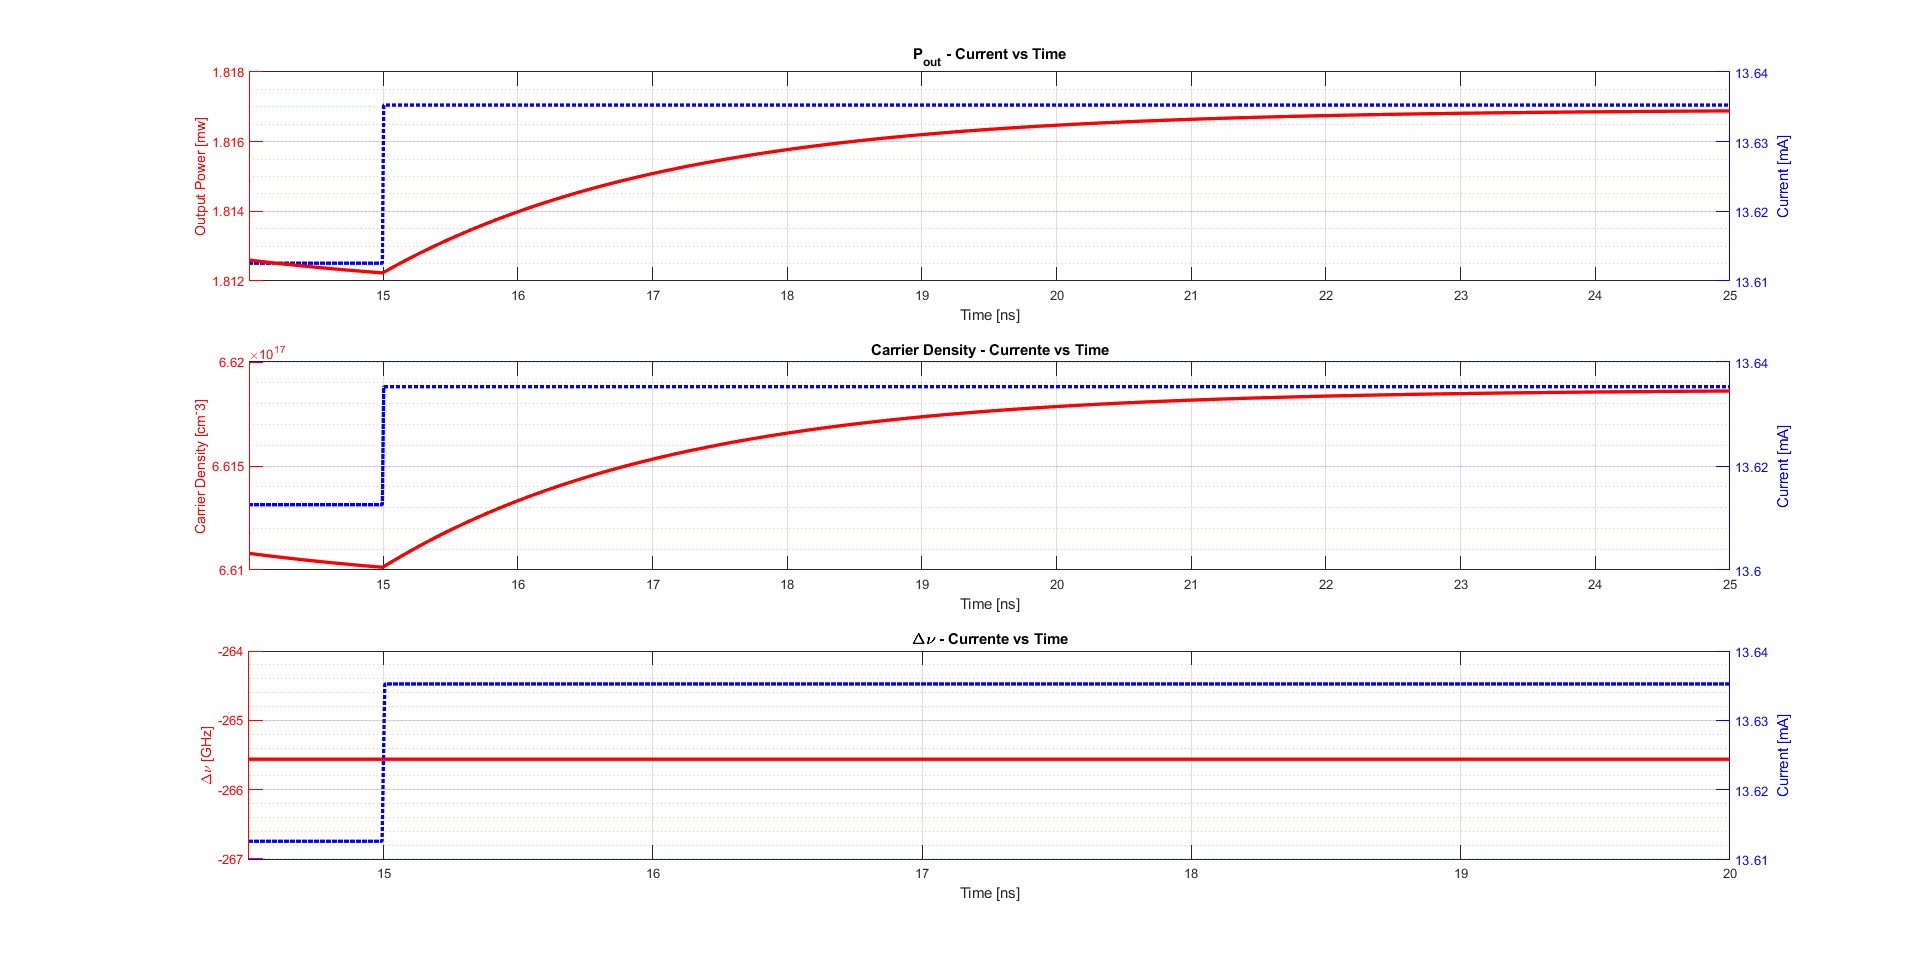 P_out - Current vs Time
1.818
1.816
1.814
1.812
Output Power [mw]
13.64
13.63
13.62
13.61
Current [mA]
15 16 17 18 19 20 21 22 23 24 25
Time [ns]
Carrier Density - Currente vs Time
×10^17
6.62
6.615
6.61
Carrier Density [cm-3]
13.64
13.62
13.6
Current [mA]
15 16 17 18 19 20 21 22 23 24 25
Time [ns]
Δν - Currente vs Time
-264
-265
-266
-267
Δν [GHz]
13.64
13.63
13.62
13.61
Current [mA]
15 16 17 18 19 20
Time [ns]